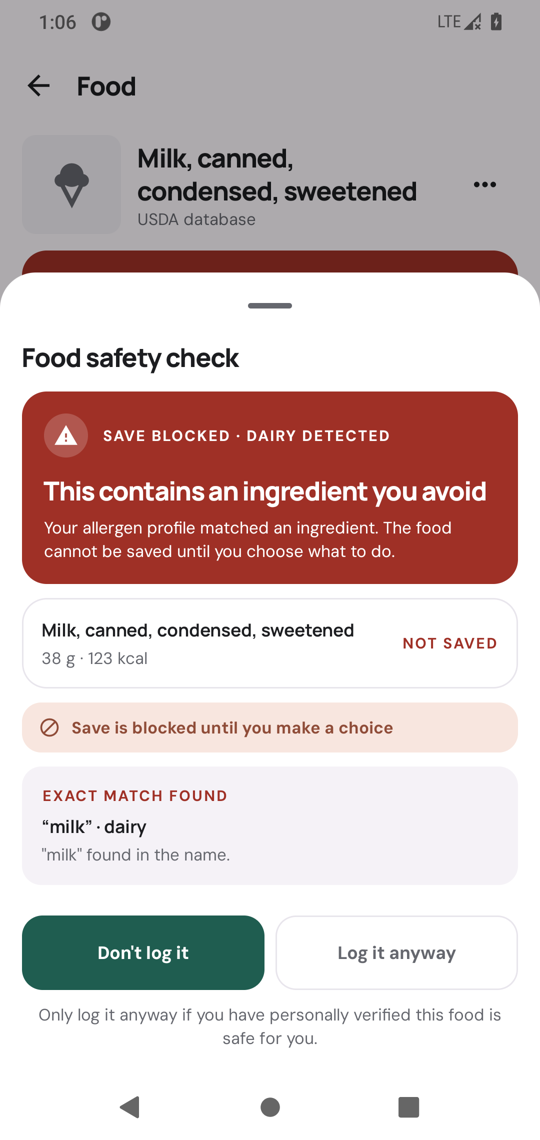 1:06
LTE
Food
Milk, canned,
condensed, sweetened
USDA database
Food safety check
SAVE BLOCKED · DAIRY DETECTED
This contains an ingredient you avoid
Your allergen profile matched an ingredient. The food
cannot be saved until you choose what to do.
Milk, canned, condensed, sweetened
NOT SAVED
38 g · 123 kcal
Save is blocked until you make a choice
EXACT MATCH FOUND
“milk” · dairy
"milk" found in the name.
Don't log it
Log it anyway
Only log it anyway if you have personally verified this food is
safe for you.